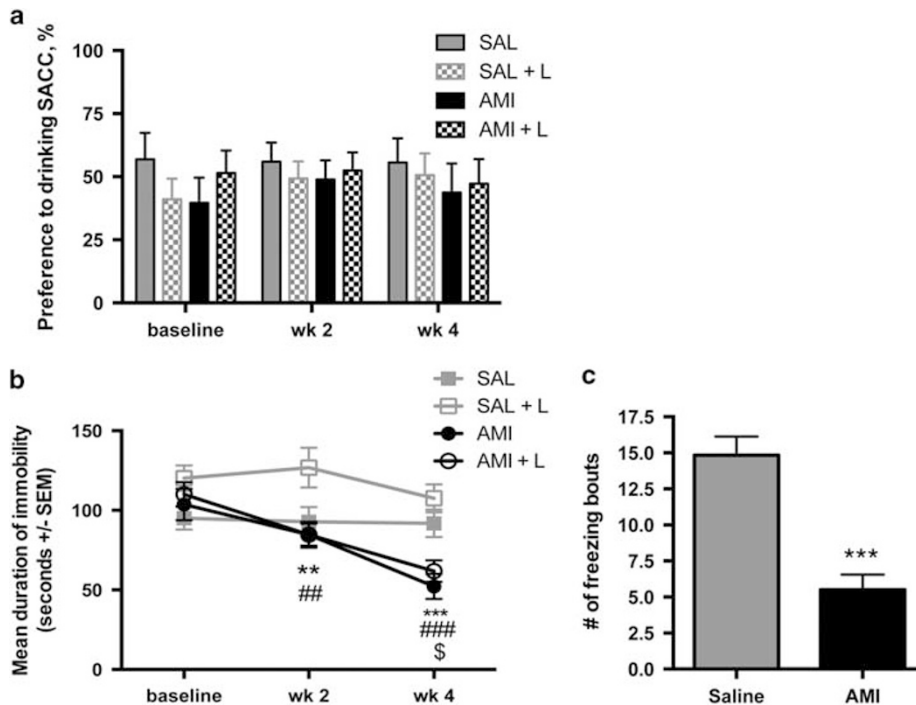 a
Preference to drinking SACC, %
100
75
50
25
0
SAL
SAL + L
AMI
AMI + L
baseline
wk 2
wk 4
b
Mean duration of immobility
(seconds +/- SEM)
150
100
50
0
SAL
SAL + L
AMI
AMI + L
**
##
***
###
$
baseline
wk 2
wk 4
c
# of freezing bouts
17.5
15.0
12.5
10.0
7.5
5.0
2.5
0.0
***
Saline
AMI